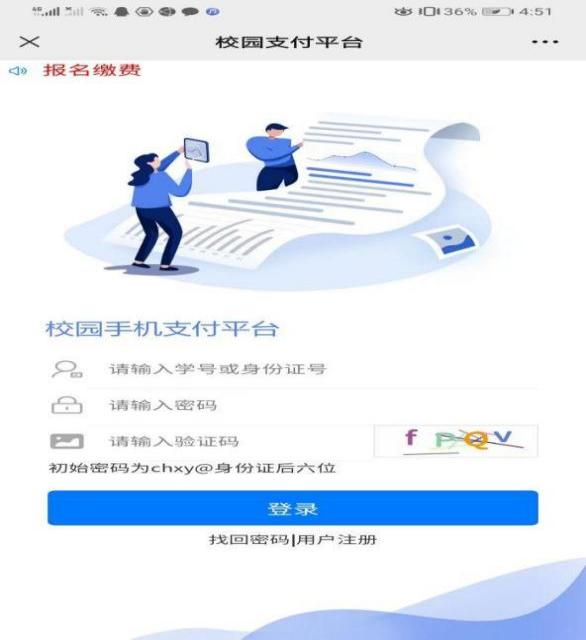 4G 36% 4:51
校园支付平台
报名缴费
校园手机支付平台
请输入学号或身份证号
请输入密码
请输入验证码 fPQV
初始密码为chxy@身份证后六位
登录
找回密码|用户注册